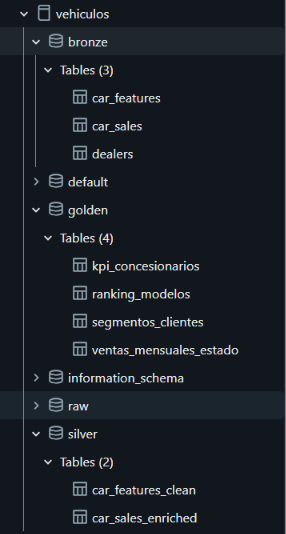 vehiculos
bronze
Tables (3)
car_features
car_sales
dealers
default
golden
Tables (4)
kpi_concesionarios
ranking_modelos
segmentos_clientes
ventas_mensuales_estado
information_schema
raw
silver
Tables (2)
car_features_clean
car_sales_enriched